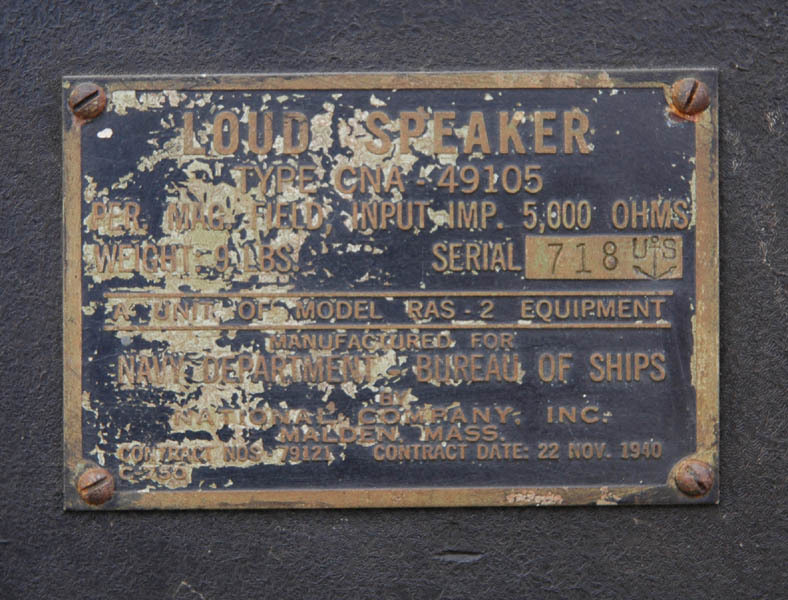 LOUD SPEAKER
TYPE CNA - 49105
PER. MAG. FIELD, INPUT IMP. 5,000 OHMS
WEIGHT 9 LBS. SERIAL 718 U S
A UNIT OF MODEL RAS - 2 EQUIPMENT
MANUFACTURED FOR
NAVY DEPARTMENT - BUREAU OF SHIPS
BY
NATIONAL COMPANY, INC.
MALDEN, MASS.
CONTRACT NOS. 79121 CONTRACT DATE: 22 NOV. 1940